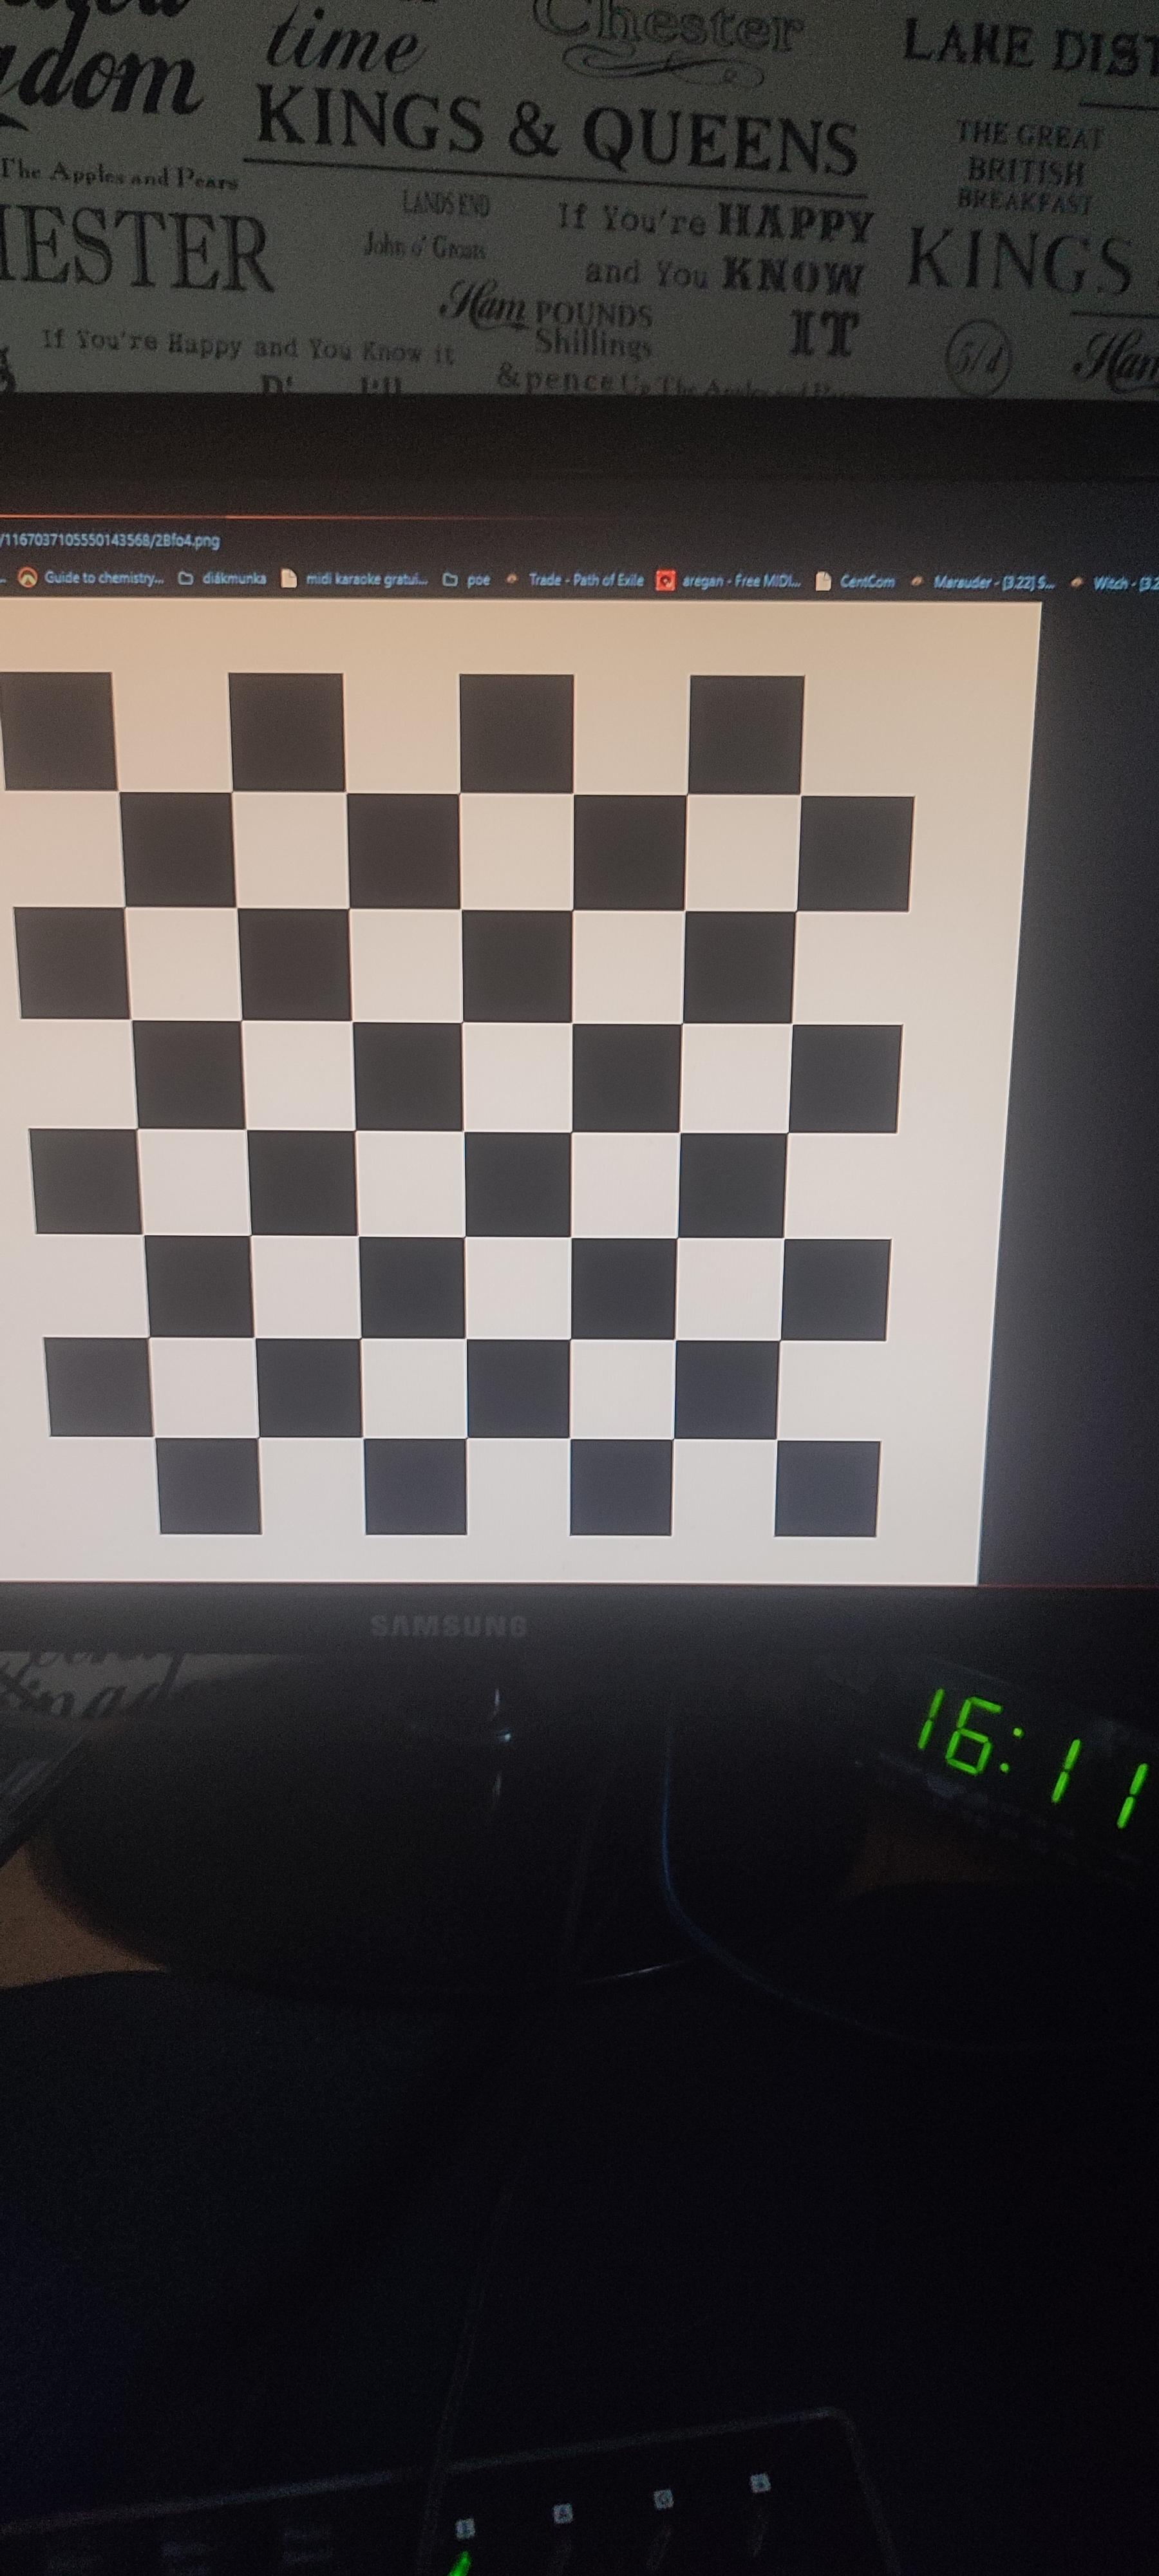 dom
time
Chester
LAKE DIST
KINGS & QUEENS
THE GREAT
BRITISH
BREAKFAST
The Apples and Pears
LANDS END
If You're HAPPY
and You KNOW
IT
ESTER
John o' Groats
KINGS
Ham POUNDS
Shillings
& pence
If You're Happy and You Know it
5/d
Ham
/1167037105550143568/2Bfo4.png
Guide to chemistry... diákmunka midi karaoke gratui... poe Trade - Path of Exile aregan - Free MIDI... CentCom Marauder - [3.22] S... Witch - [3.2
SAMSUNG
16:11
1
A